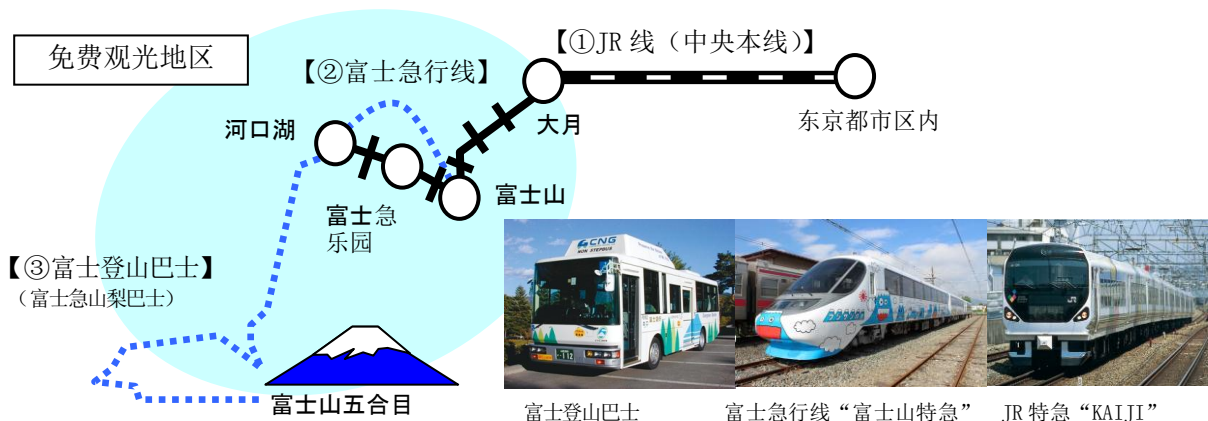 免费观光地区
【①JR 线（中央本线）】
【②富士急行线】
河口湖
大月
东京都市区内
富士山
富士急
乐园
【③富士登山巴士】
（富士急山梨巴士）
富士山五合目
CNG
NON STEPBUS
富士登山巴士
富士急行线“富士山特急”
JR 特急“KAIJI”